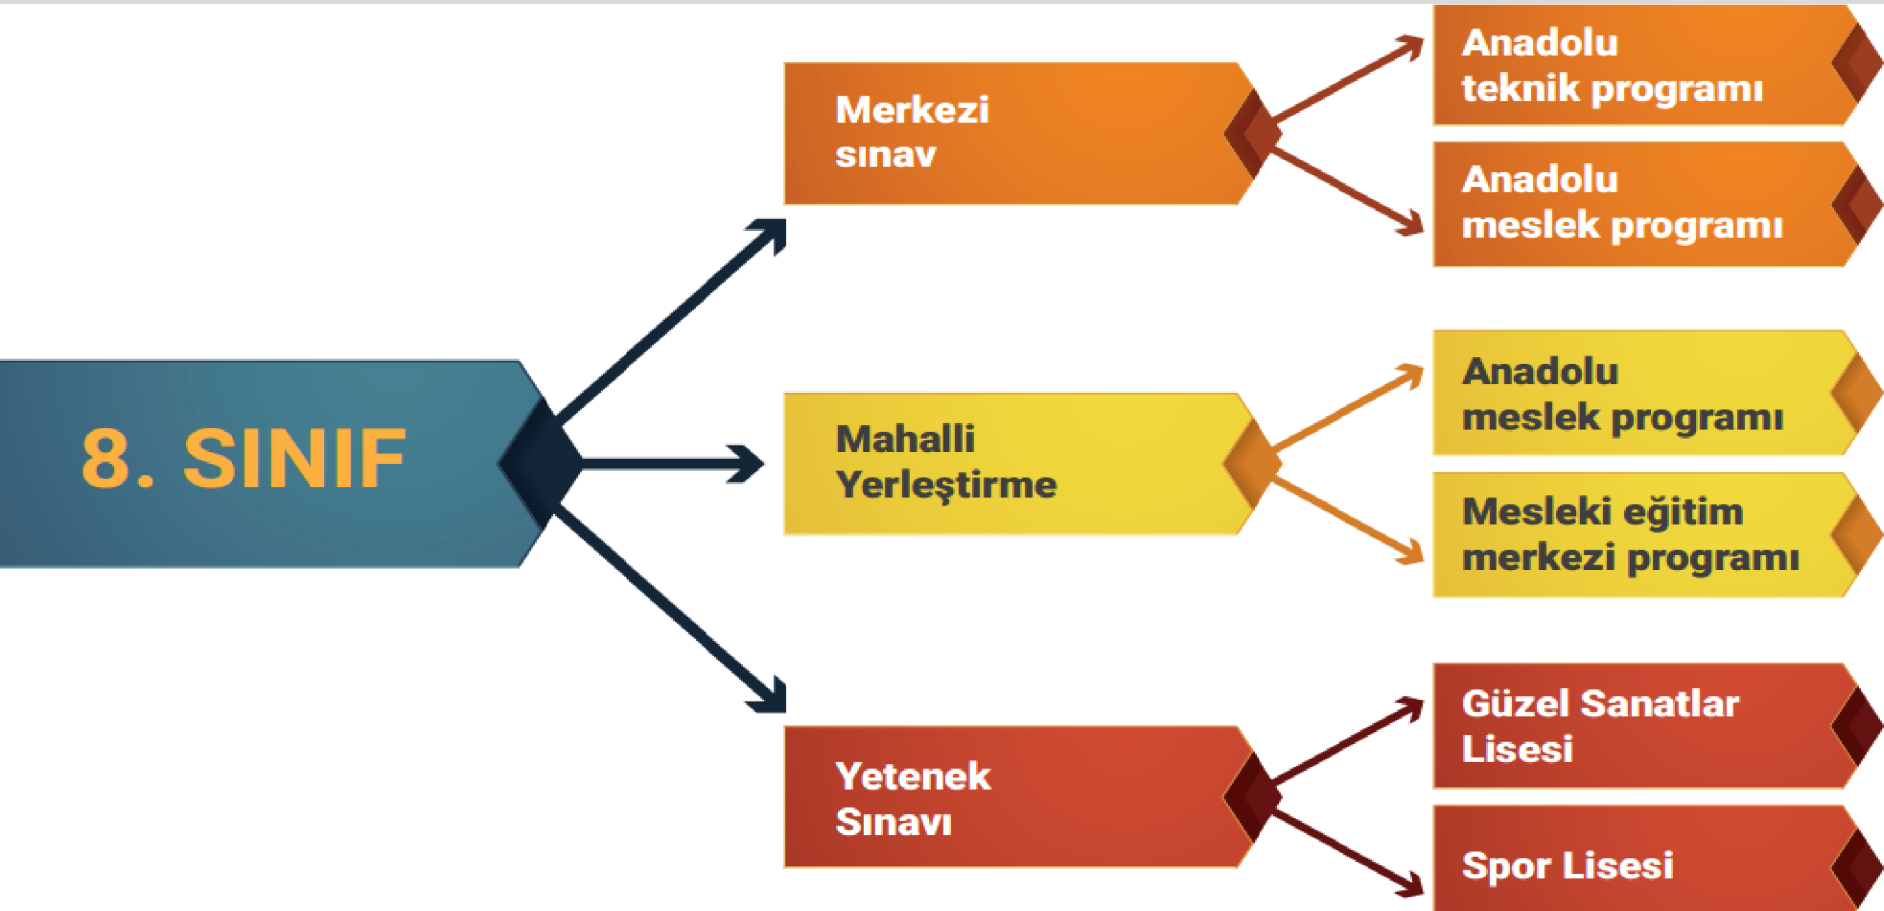 8. SINIF
Merkezi
sınav
Anadolu
teknik programı
Anadolu
meslek programı
Mahalli
Yerleştirme
Anadolu
meslek programı
Mesleki eğitim
merkezi programı
Yetenek
Sınavı
Güzel Sanatlar
Lisesi
Spor Lisesi